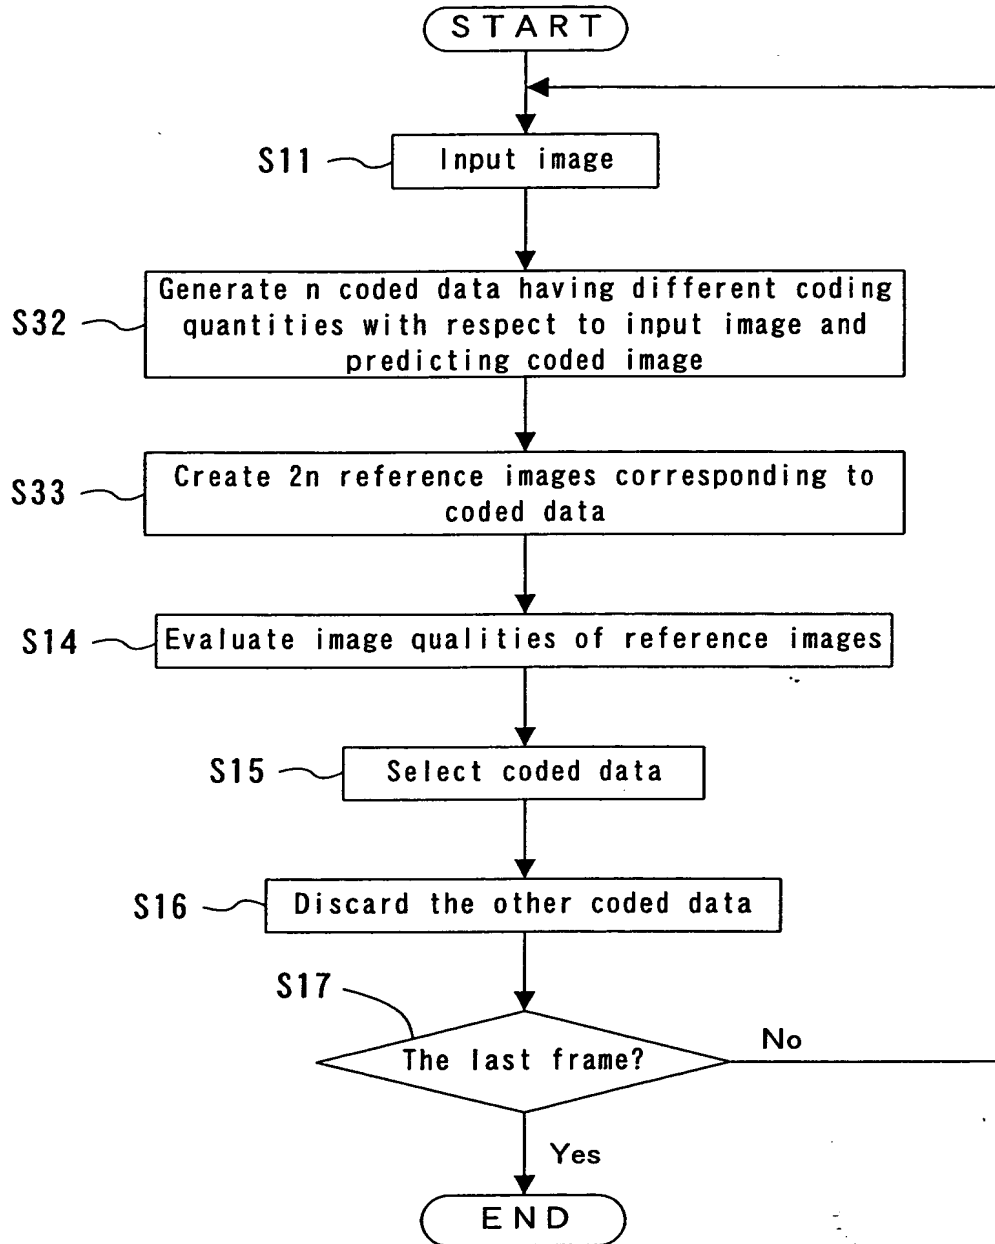 START
S11
Input image
S32
Generate n coded data having different coding
quantities with respect to input image and
predicting coded image
S33
Create 2n reference images corresponding to
coded data
S14
Evaluate image qualities of reference images
S15
Select coded data
S16
Discard the other coded data
S17
The last frame?
No
Yes
END